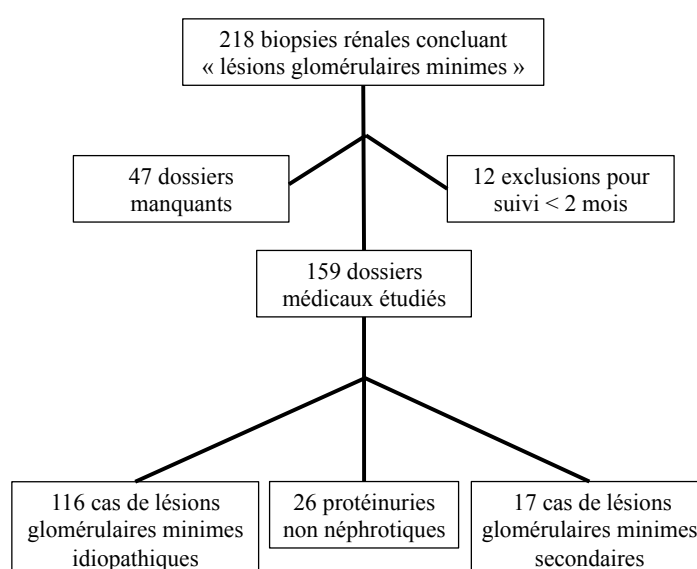 218 biopsies rénales concluant
« lésions glomérulaires minimes »
47 dossiers
manquants
12 exclusions pour
suivi < 2 mois
159 dossiers
médicaux étudiés
116 cas de lésions
glomérulaires minimes
idiopathiques
26 protéinuries
non néphrotiques
17 cas de lésions
glomérulaires minimes
secondaires